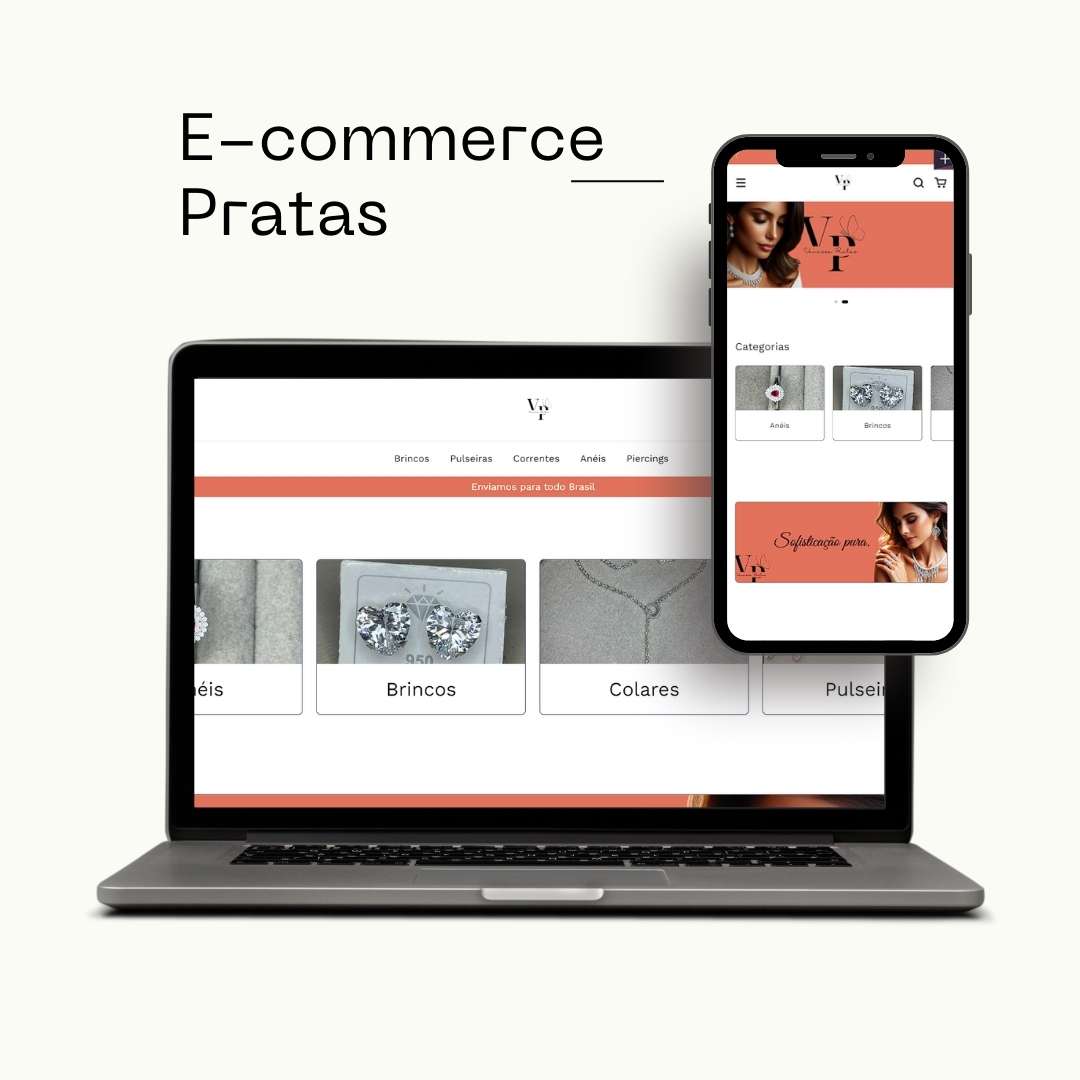 E-commerce
Pratas
VP
Brincos Pulseiras Correntes Anéis Piercings
Enviamos para todo Brasil
950
néis
Brincos
Colares
Pulseir
VP
VP
Categorias
Anéis
Brincos
Sofisticação pura.
VP